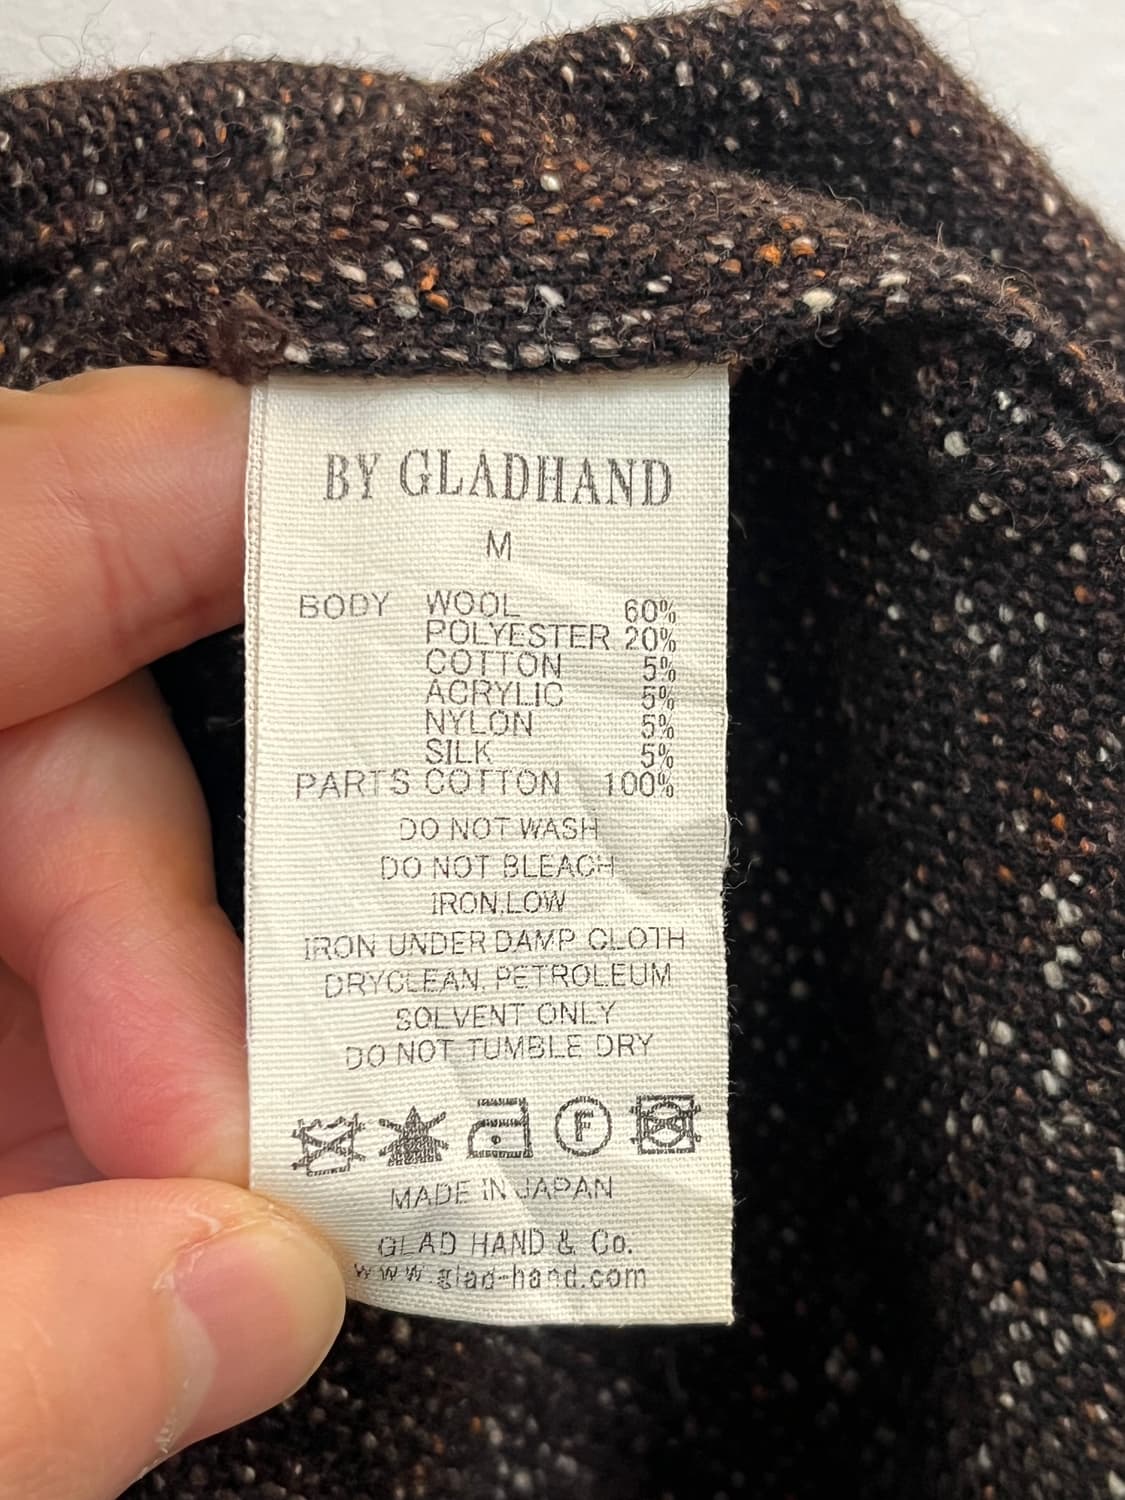 BY GLADHAND
M
BODY WOOL 60%
POLYESTER 20%
COTTON 5%
ACRYLIC 5%
NYLON 5%
SILK 5%
PARTS COTTON 100%
DO NOT WASH
DO NOT BLEACH
IRON,LOW
IRON UNDER DAMP CLOTH
DRYCLEAN, PETROLEUM
SOLVENT ONLY
DO NOT TUMBLE DRY
F
MADE IN JAPAN
GLAD HAND & Co.
www.glad-hand.com